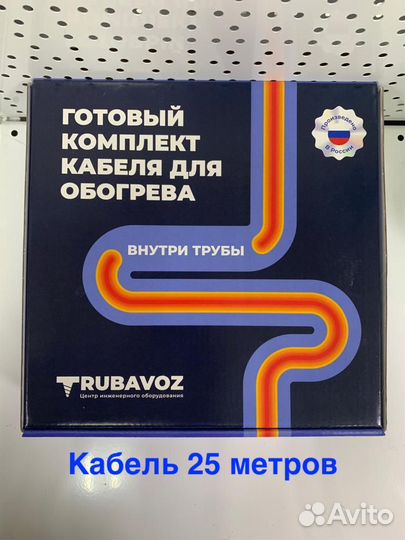 ГОТОВЫЙ
КОМПЛЕКТ
КАБЕЛЯ ДЛЯ
ОБОГРЕВА
Произведено
В России
ВНУТРИ ТРУБЫ
TRUBAVOZ
Центр инженерного оборудования
Кабель 25 метров
Avito